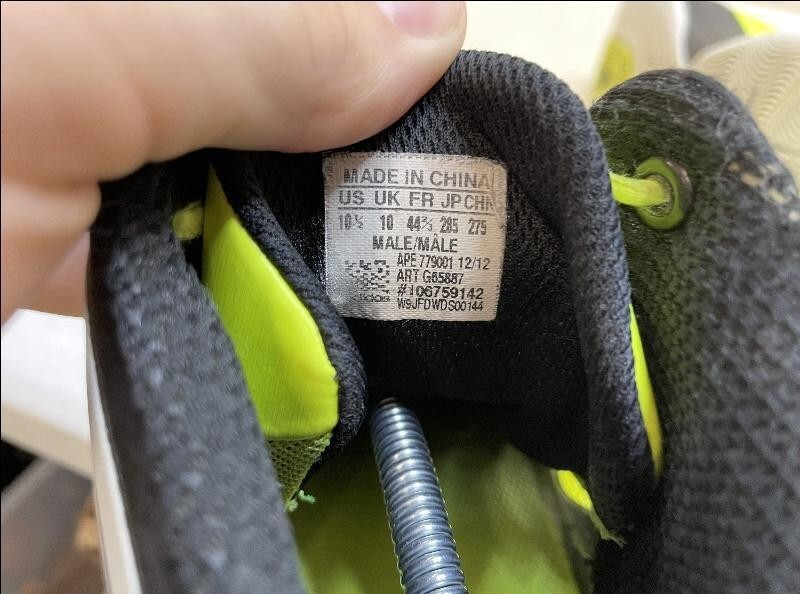 MADE IN CHINA
US UK FR JP CHN
10½ 10 44⅔ 285 275
MALE/MÂLE
APE 779001 12/12
ART G65887
#106759142
W9JFDWDS00144